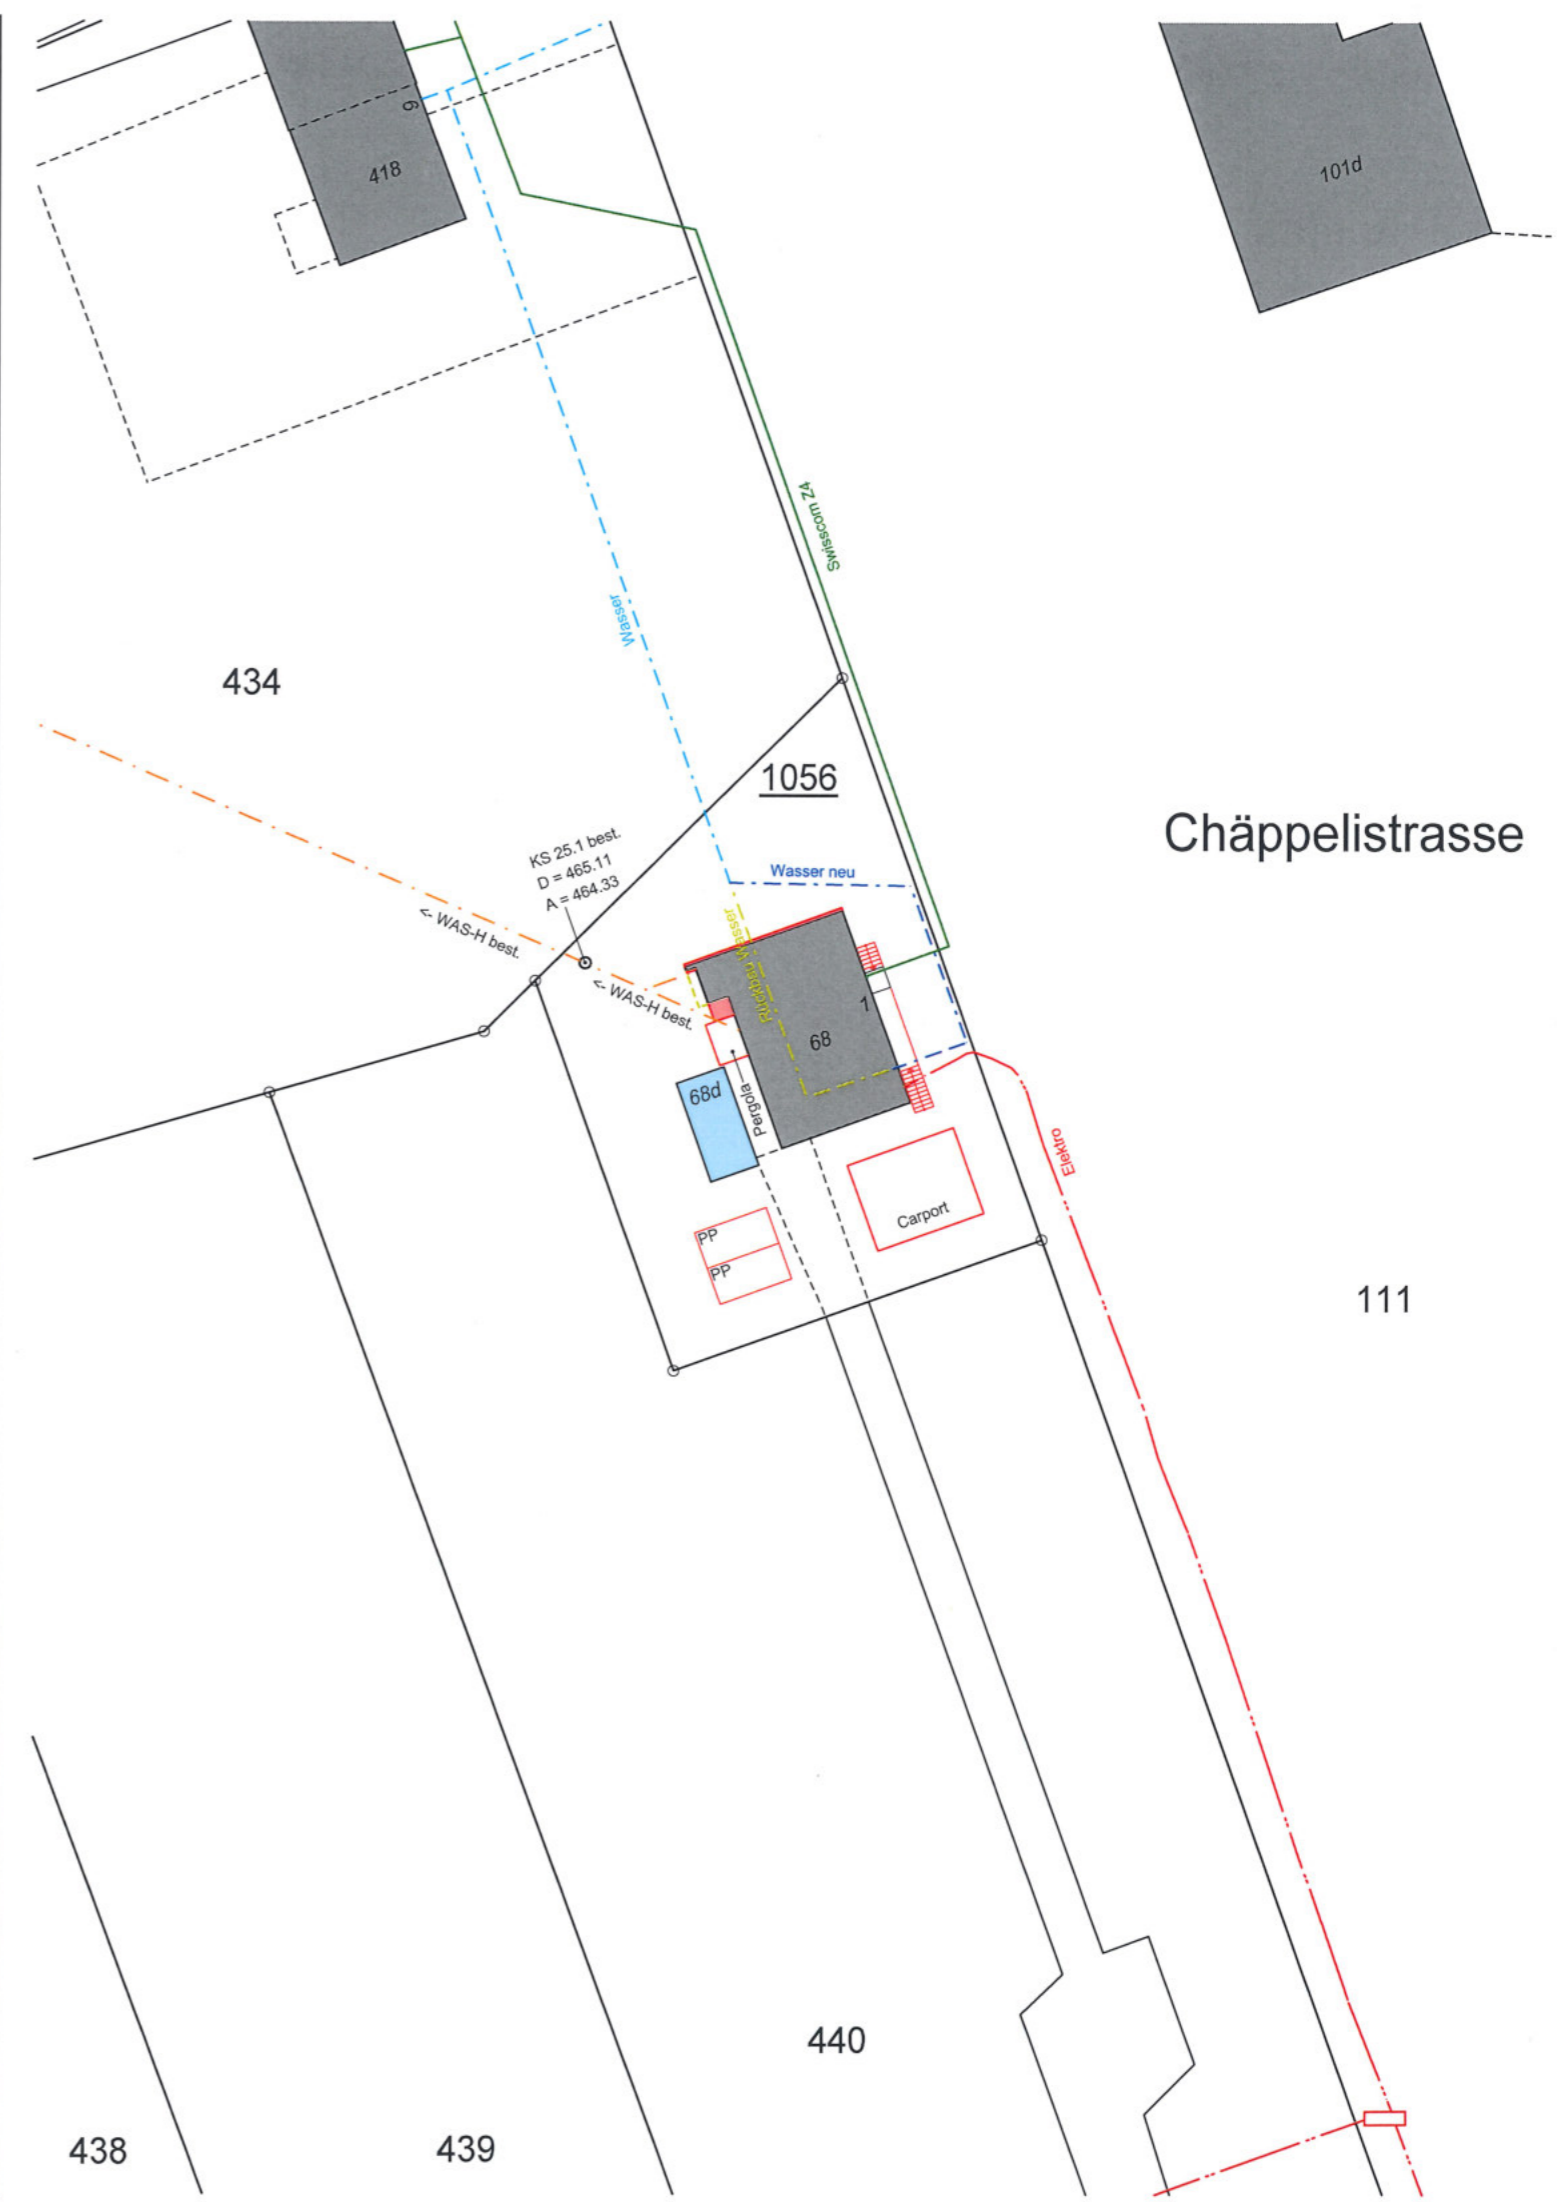 6
418
101d
Swisscom Z4
Wasser
434
1056
Chäppelistrasse
KS 25.1 best.
D = 465.11
A = 464.33
Wasser neu
<- WAS-H best.
<- WAS-H best.
Rückbau Wasser
1
68
68d
Pergola
Elektro
Carport
PP
PP
111
440
438
439